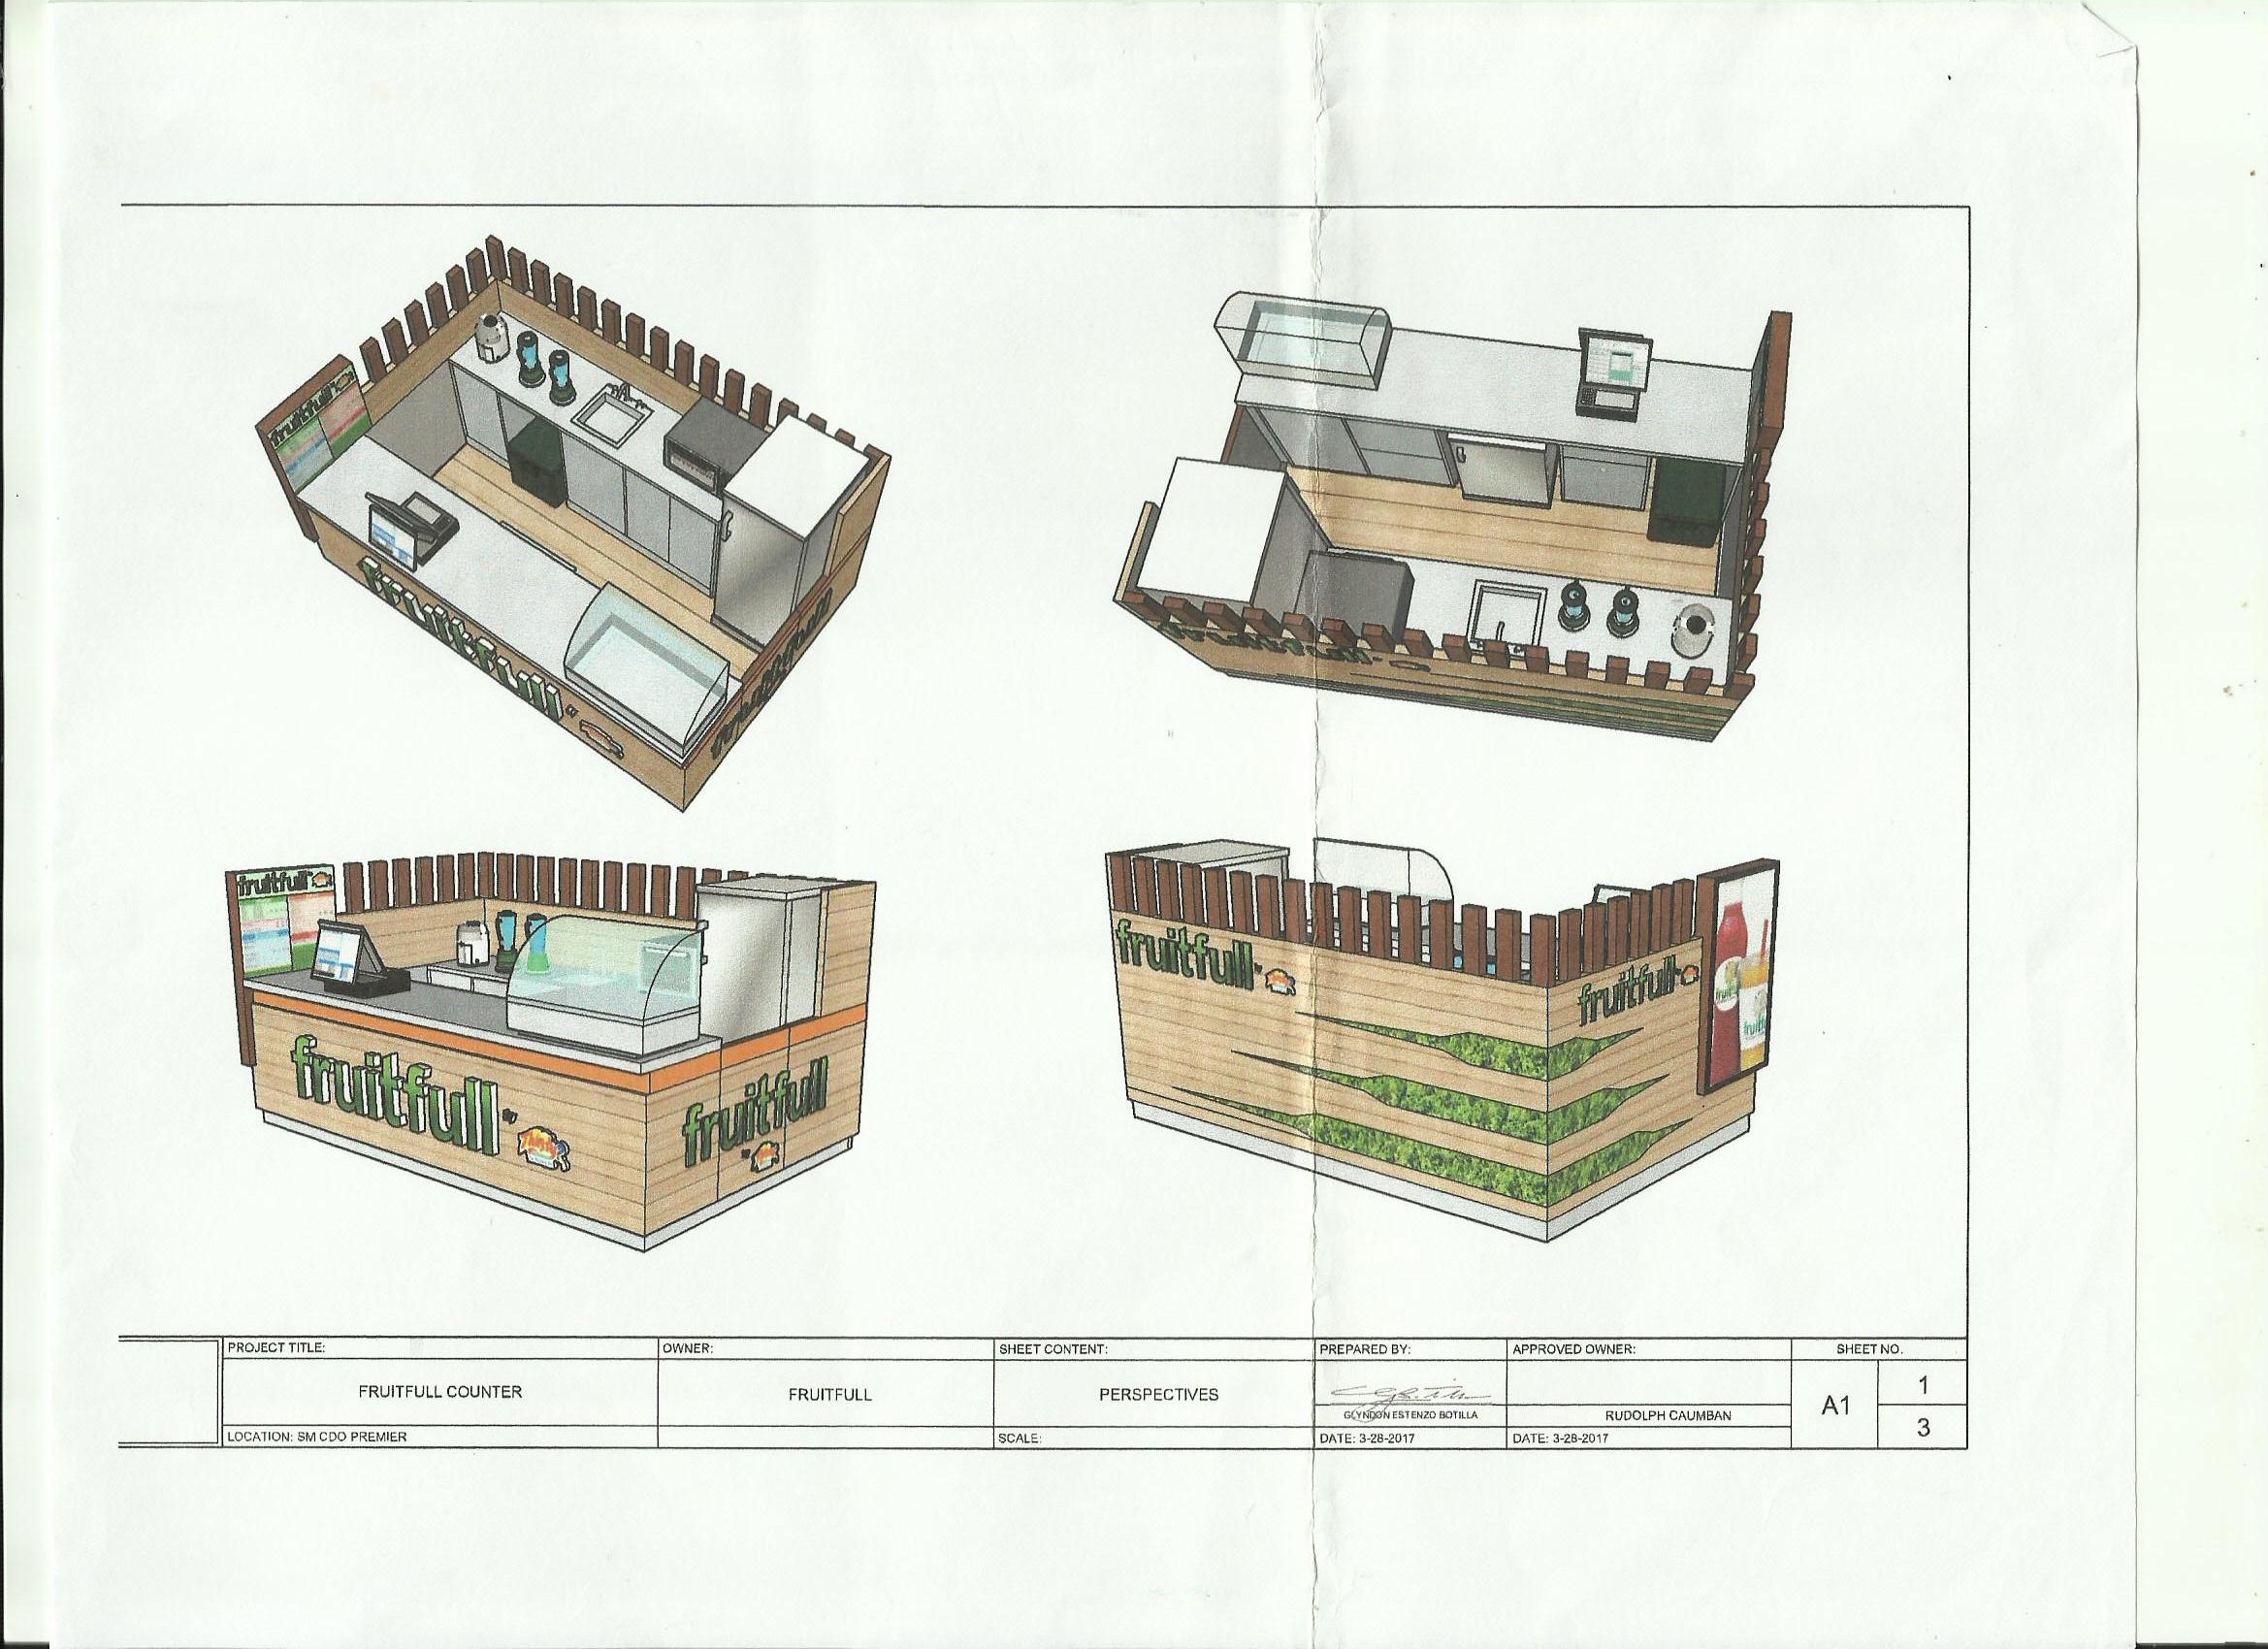 fruitfull
fruitfull
fruitfull
fruitfull
fruitfull
fruitfull
Thirsty
fruitfull
fruitfull
fruitfull
PROJECT TITLE:
FRUITFULL COUNTER
LOCATION: SM CDO PREMIER
OWNER:
FRUITFULL
SHEET CONTENT:
PERSPECTIVES
SCALE:
PREPARED BY:
GLYNDON ESTENZO BOTILLA
DATE: 3-28-2017
APPROVED OWNER:
RUDOLPH CAUMBAN
DATE: 3-28-2017
SHEET NO.
A1
1
3